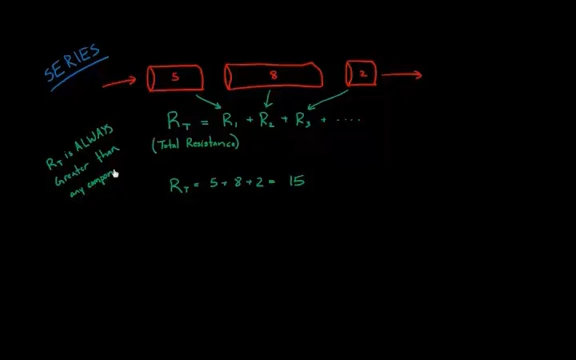 SERIES
5 8 2
R_T = R_1 + R_2 + R_3 + ....
(Total Resistance)
R_T is ALWAYS
Greater than
any compon
R_T = 5 + 8 + 2 = 15